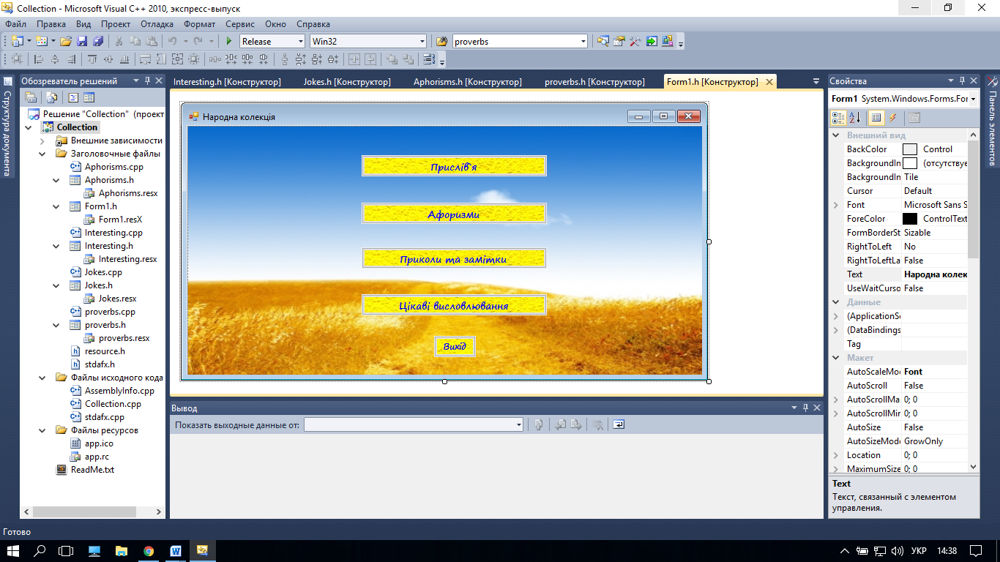 Collection - Microsoft Visual C++ 2010, экспресс-выпуск
Файл Правка Вид Проект Отладка Формат Сервис Окно Справка
Release Win32 proverbs
Структура документа
Обозреватель решений
Решение "Collection" (проект
Collection
Внешние зависимости
Заголовочные файлы
Aphorisms.cpp
Aphorisms.h
Aphorisms.resx
Form1.h
Form1.resX
Interesting.cpp
Interesting.h
Interesting.resx
Jokes.cpp
Jokes.h
Jokes.resx
proverbs.cpp
proverbs.h
proverbs.resx
resource.h
stdafx.h
Файлы исходного кода
AssemblyInfo.cpp
Collection.cpp
stdafx.cpp
Файлы ресурсов
app.ico
app.rc
ReadMe.txt
Interesting.h [Конструктор] Jokes.h [Конструктор] Aphorisms.h [Конструктор] proverbs.h [Конструктор] Form1.h [Конструктор]
Народна колекція
Прислів'я
Афоризми
Приколи та замітки
Цікаві висловлювання
Вихід
Вывод
Показать выходные данные от:
Свойства
Form1 System.Windows.Forms.For
Внешний вид
BackColor Control
BackgroundIm (отсутствуе
BackgroundIm Tile
Cursor Default
Font Microsoft Sans S
ForeColor ControlText
FormBorderSt Sizable
RightToLeft No
RightToLeftLa False
Text Народна колек
UseWaitCurso False
Данные
(ApplicationSe
(DataBindings
Tag
Макет
AutoScaleMod Font
AutoScroll False
AutoScrollMa 0; 0
AutoScrollMin 0; 0
AutoSize False
AutoSizeMode GrowOnly
Location 0; 0
MaximumSize 0; 0
Text
Текст, связанный с элементом
управления.
Панель элементов
Готово
УКР 14:38